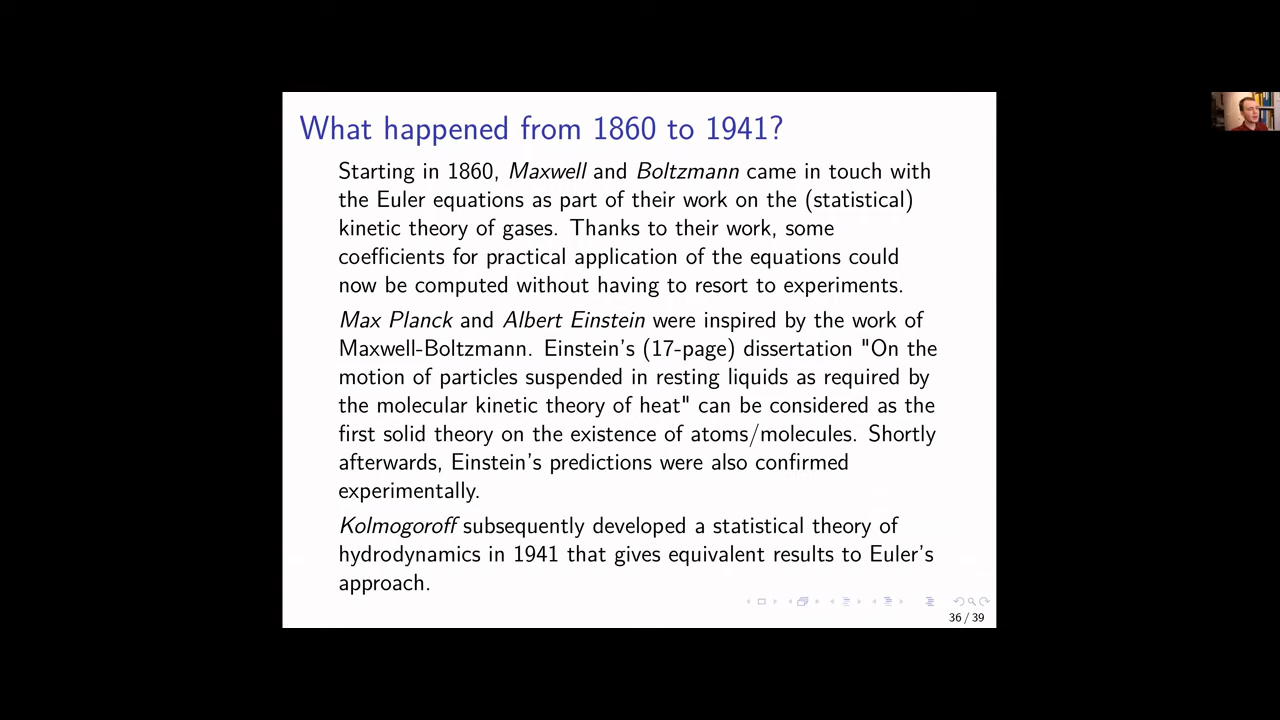 What happened from 1860 to 1941?
Starting in 1860, Maxwell and Boltzmann came in touch with
the Euler equations as part of their work on the (statistical)
kinetic theory of gases. Thanks to their work, some
coefficients for practical application of the equations could
now be computed without having to resort to experiments.
Max Planck and Albert Einstein were inspired by the work of
Maxwell-Boltzmann. Einstein's (17-page) dissertation "On the
motion of particles suspended in resting liquids as required by
the molecular kinetic theory of heat" can be considered as the
first solid theory on the existence of atoms/molecules. Shortly
afterwards, Einstein's predictions were also confirmed
experimentally.
Kolmogoroff subsequently developed a statistical theory of
hydrodynamics in 1941 that gives equivalent results to Euler's
approach.
36 / 39